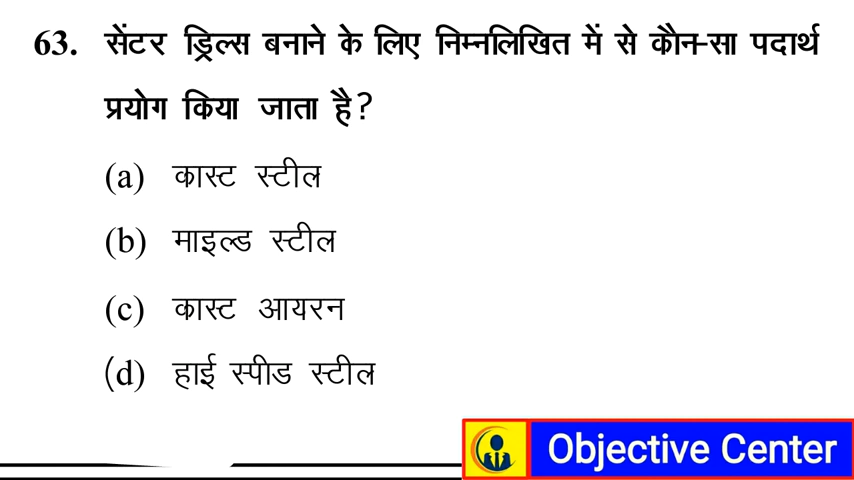 63. सेंटर ड्रिल्स बनाने के लिए निम्नलिखित में से कौन-सा पदार्थ
प्रयोग किया जाता है?
(a) कास्ट स्टील
(b) माइल्ड स्टील
(c) कास्ट आयरन
(d) हाई स्पीड स्टील
Objective Center